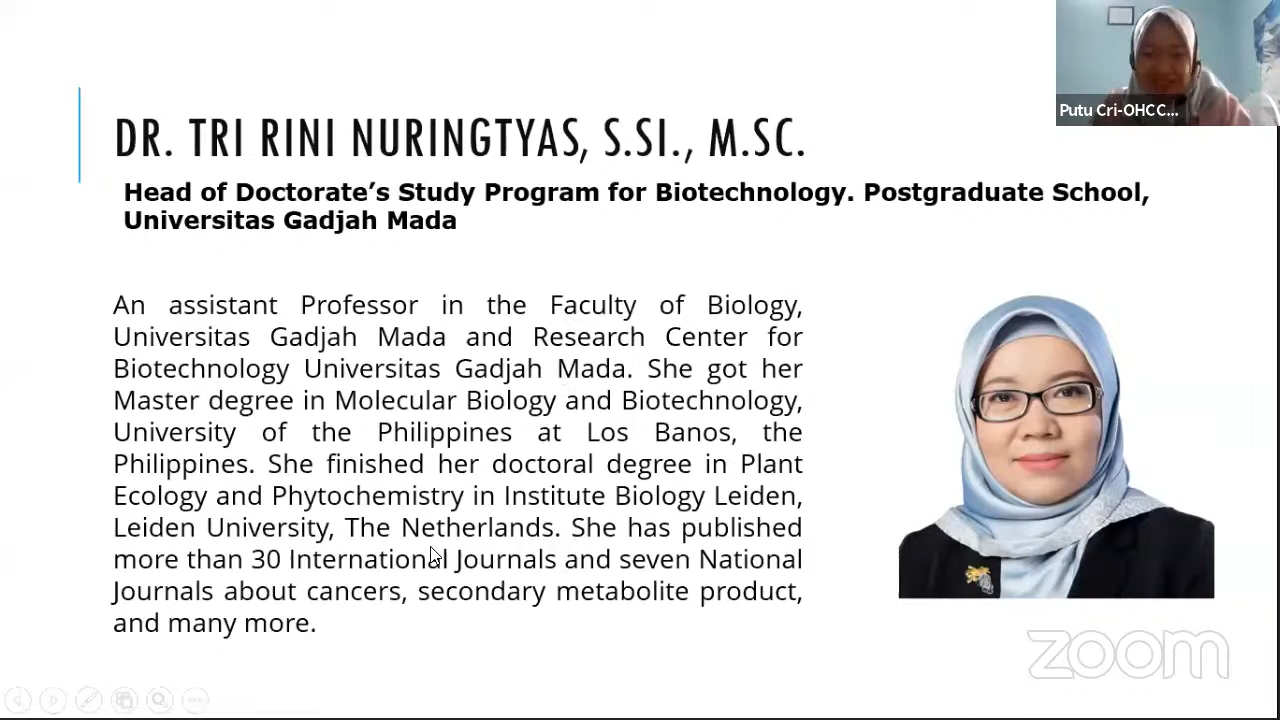 Putu Cri-OHCC...
DR. TRI RINI NURINGTYAS, S.SI., M.SC.
Head of Doctorate’s Study Program for Biotechnology. Postgraduate School,
Universitas Gadjah Mada
An assistant Professor in the Faculty of Biology,
Universitas Gadjah Mada and Research Center for
Biotechnology Universitas Gadjah Mada. She got her
Master degree in Molecular Biology and Biotechnology,
University of the Philippines at Los Banos, the
Philippines. She finished her doctoral degree in Plant
Ecology and Phytochemistry in Institute Biology Leiden,
Leiden University, The Netherlands. She has published
more than 30 International Journals and seven National
Journals about cancers, secondary metabolite product,
and many more.
zoom